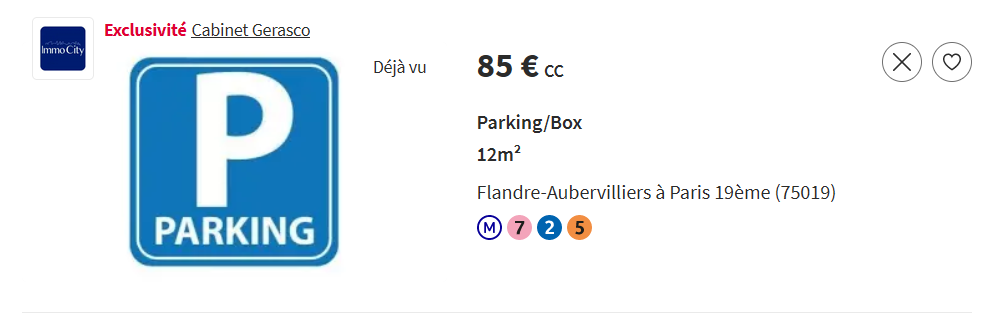 Exclusivité Cabinet Gerasco
Immo City
P
PARKING
Déjà vu
85 € cc
Parking/Box
12m²
Flandre-Aubervilliers à Paris 19ème (75019)
M 7 2 5